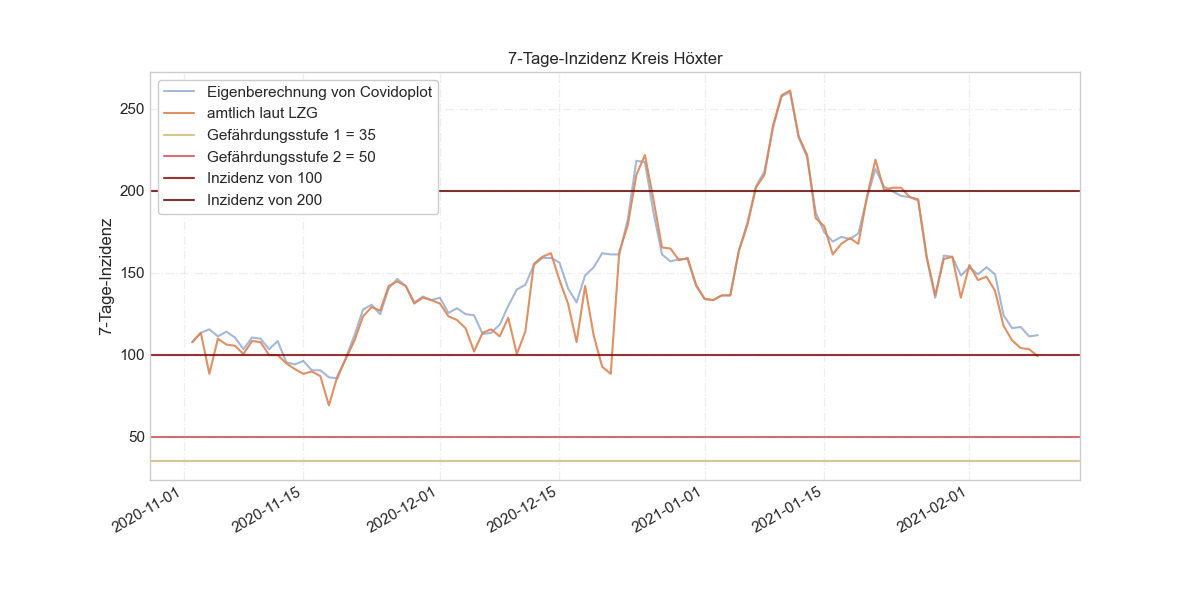 7-Tage-Inzidenz Kreis Höxter
Eigenberechnung von Covidoplot
amtlich laut LZG
Gefährdungsstufe 1 = 35
Gefährdungsstufe 2 = 50
Inzidenz von 100
Inzidenz von 200
7-Tage-Inzidenz
250
200
150
100
50
2020-11-01
2020-11-15
2020-12-01
2020-12-15
2021-01-01
2021-01-15
2021-02-01